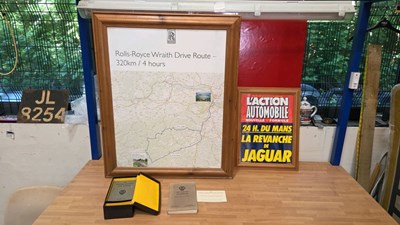 Rolls-Royce Wraith Drive Route –
320km / 4 hours
JL
8254
L'ACTION
AUTOMOBILE
24 H. DU MANS
LA REVANCHE
DE
JAGUAR